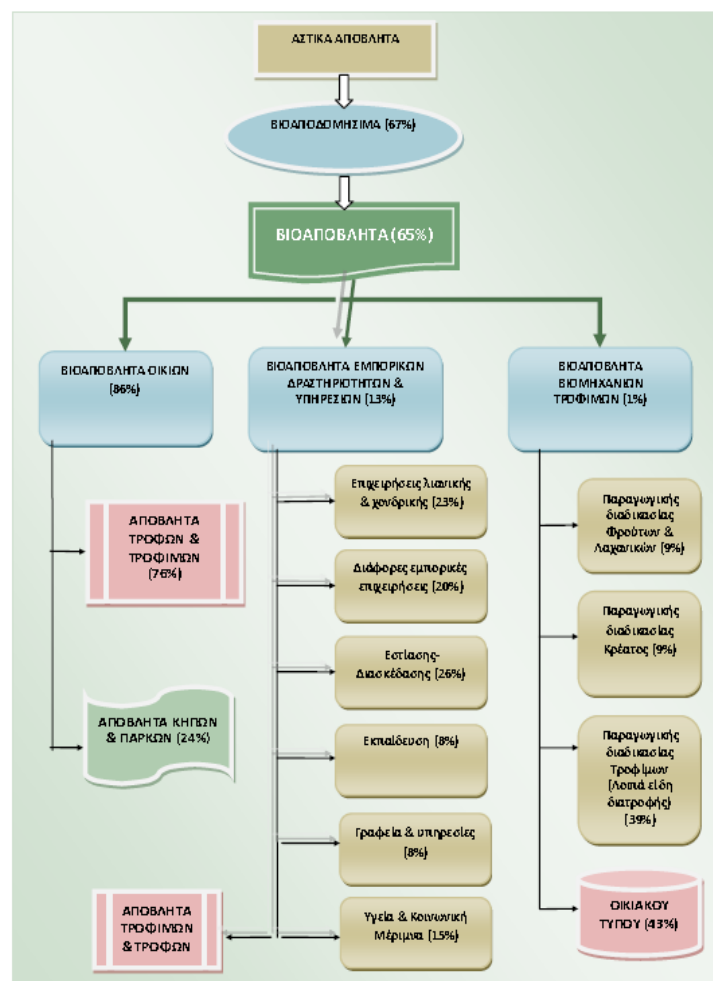 ΑΣΤΙΚΑ ΑΠΟΒΛΗΤΑ
ΒΙΟΑΠΟΔΟΜΗΣΙΜΑ (67%)
ΒΙΟΑΠΟΒΛΗΤΑ (65%)
ΒΙΟΑΠΟΒΛΗΤΑ ΟΙΚΙΩΝ
(86%)
ΑΠΟΒΛΗΤΑ
ΤΡΟΦΩΝ &
ΤΡΟΦΙΜΩΝ
(76%)
ΑΠΟΒΛΗΤΑ ΚΗΠΩΝ
& ΠΑΡΚΩΝ (24%)
ΒΙΟΑΠΟΒΛΗΤΑ ΕΜΠΟΡΙΚΩΝ
ΔΡΑΣΤΗΡΙΟΤΗΤΩΝ &
ΥΠΗΡΕΣΙΩΝ (13%)
Επιχειρήσεις λιανικής
& χονδρικής (23%)
Διάφορες εμπορικές
επιχειρήσεις (20%)
Εστίασης-
Διασκέδασης (26%)
Εκπαίδευση (8%)
Γραφεία & υπηρεσίες
(8%)
Υγεία & Κοινωνική
Μέριμνα (15%)
ΑΠΟΒΛΗΤΑ
ΤΡΟΦΙΜΩΝ
& ΤΡΟΦΩΝ
ΒΙΟΑΠΟΒΛΗΤΑ
ΒΙΟΜΗΧΑΝΙΩΝ
ΤΡΟΦΙΜΩΝ (1%)
Παραγωγικής
διαδικασίας
Φρούτων &
Λαχανικών (9%)
Παραγωγικής
διαδικασίας
Κρέατος (9%)
Παραγωγικής
διαδικασίας
Τροφίμων
(Λοιπά είδη
διατροφής)
(39%)
ΟΙΚΙΑΚΟΥ
ΤΥΠΟΥ (43%)